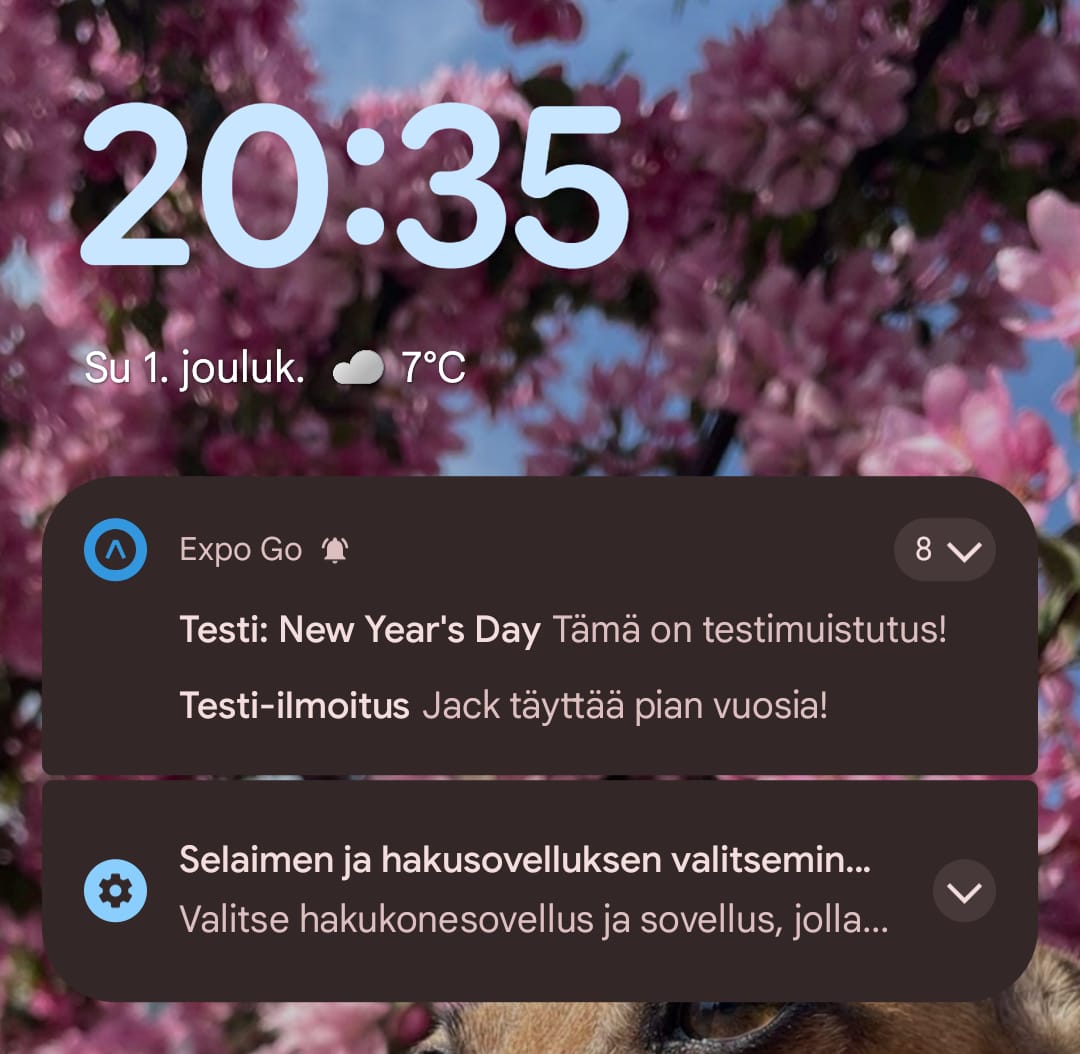 20:35
Su 1. jouluk. 7°C
Expo Go 8
Testi: New Year's Day Tämä on testimuistutus!
Testi-ilmoitus Jack täyttää pian vuosia!
Selaimen ja hakusovelluksen valitsemin...
Valitse hakukonesovellus ja sovellus, jolla...